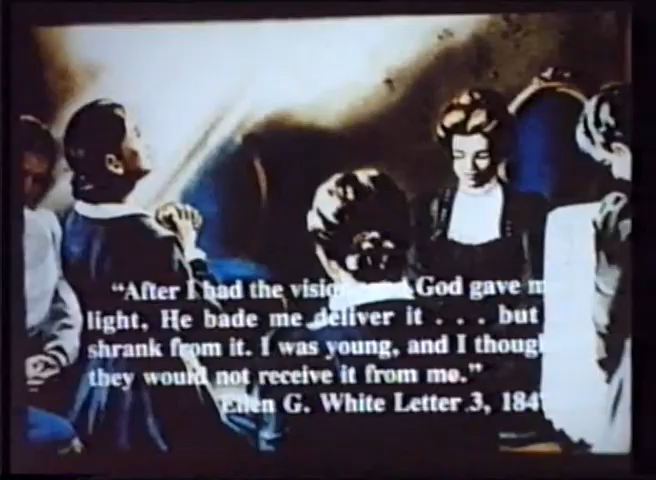 “After I had the vision and God gave m
light, He bade me deliver it . . . but
shrank from it. I was young, and I thoug
they would not receive it from me.”
Ellen G. White Letter 3, 184